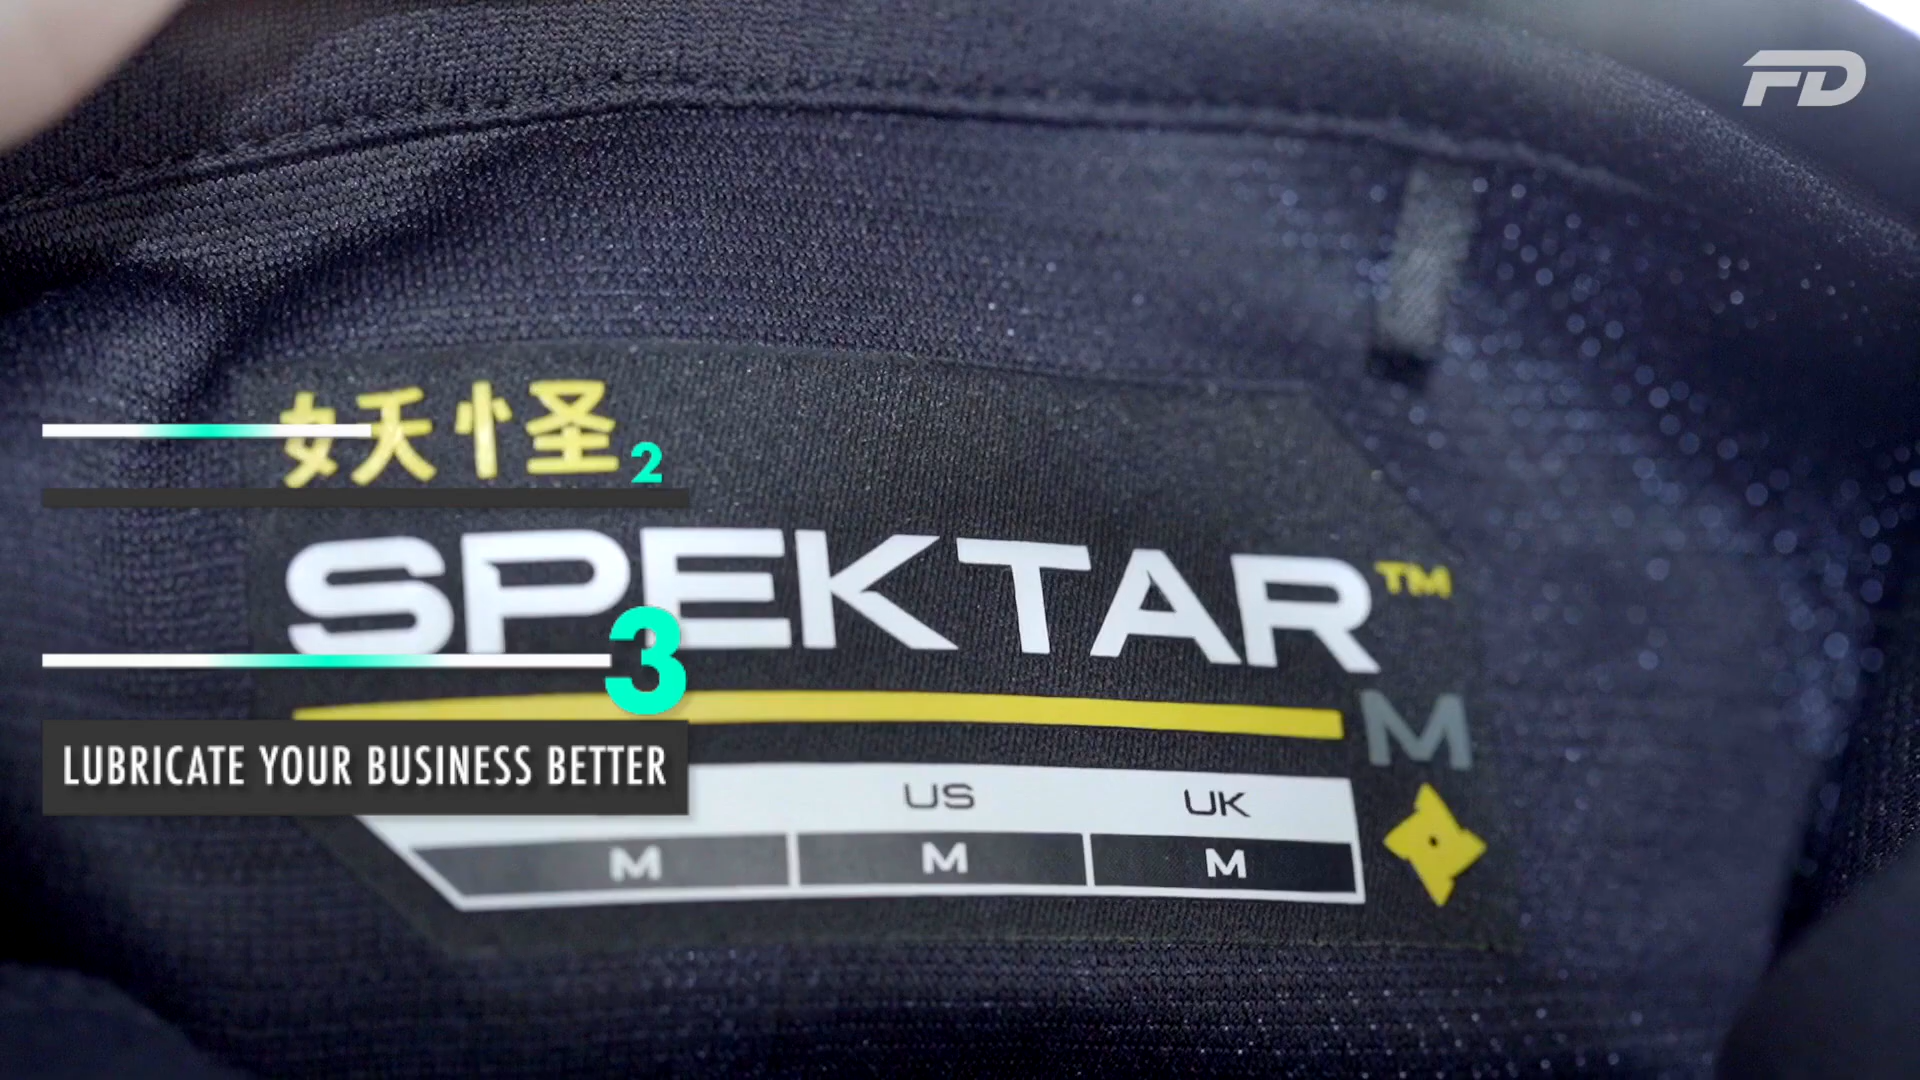 FD
妖怪
2
SPEKTAR™
3
M
LUBRICATE YOUR BUSINESS BETTER
US UK
M M M